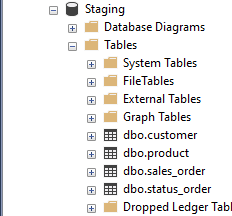 Staging
Database Diagrams
Tables
System Tables
FileTables
External Tables
Graph Tables
dbo.customer
dbo.product
dbo.sales_order
dbo.status_order
Dropped Ledger Tabl